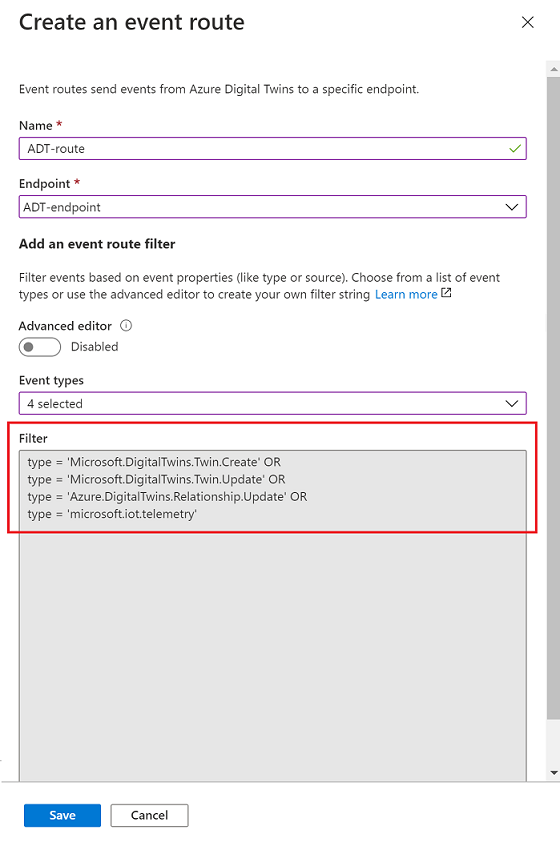 Create an event route
Event routes send events from Azure Digital Twins to a specific endpoint.
Name *
ADT-route
Endpoint *
ADT-endpoint
Add an event route filter
Filter events based on event properties (like type or source). Choose from a list of event
types or use the advanced editor to create your own filter string Learn more
Advanced editor
Disabled
Event types
4 selected
Filter
type = 'Microsoft.DigitalTwins.Twin.Create' OR
type = 'Microsoft.DigitalTwins.Twin.Update' OR
type = 'Azure.DigitalTwins.Relationship.Update' OR
type = 'microsoft.iot.telemetry'
Save Cancel